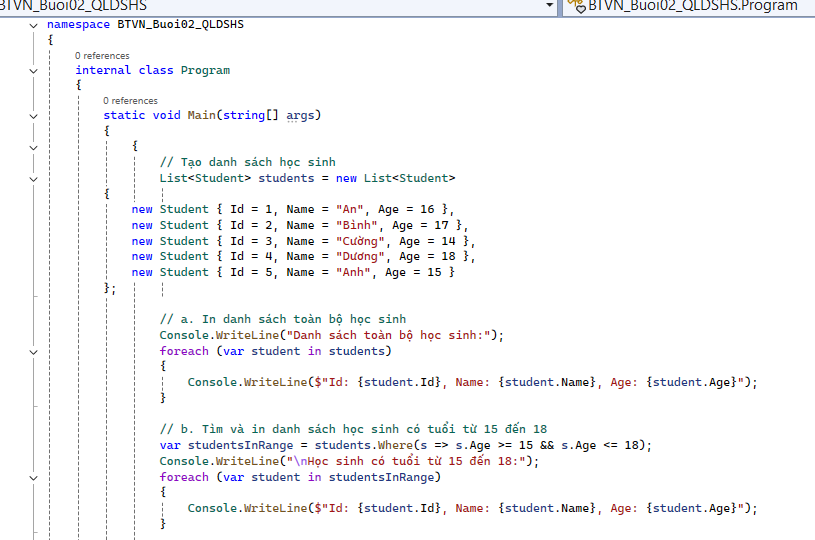 BTVN_Buoi02_QLDSHS
BTVN_Buoi02_QLDSHS.Program
namespace BTVN_Buoi02_QLDSHS
{
0 references
internal class Program
{
0 references
static void Main(string[] args)
{
{
// Tạo danh sách học sinh
List<Student> students = new List<Student>
{
new Student { Id = 1, Name = "An", Age = 16 },
new Student { Id = 2, Name = "Bình", Age = 17 },
new Student { Id = 3, Name = "Cường", Age = 14 },
new Student { Id = 4, Name = "Dương", Age = 18 },
new Student { Id = 5, Name = "Anh", Age = 15 }
};
// a. In danh sách toàn bộ học sinh
Console.WriteLine("Danh sách toàn bộ học sinh:");
foreach (var student in students)
{
Console.WriteLine($"Id: {student.Id}, Name: {student.Name}, Age: {student.Age}");
}
// b. Tìm và in danh sách học sinh có tuổi từ 15 đến 18
var studentsInRange = students.Where(s => s.Age >= 15 && s.Age <= 18);
Console.WriteLine("\nHọc sinh có tuổi từ 15 đến 18:");
foreach (var student in studentsInRange)
{
Console.WriteLine($"Id: {student.Id}, Name: {student.Name}, Age: {student.Age}");
}